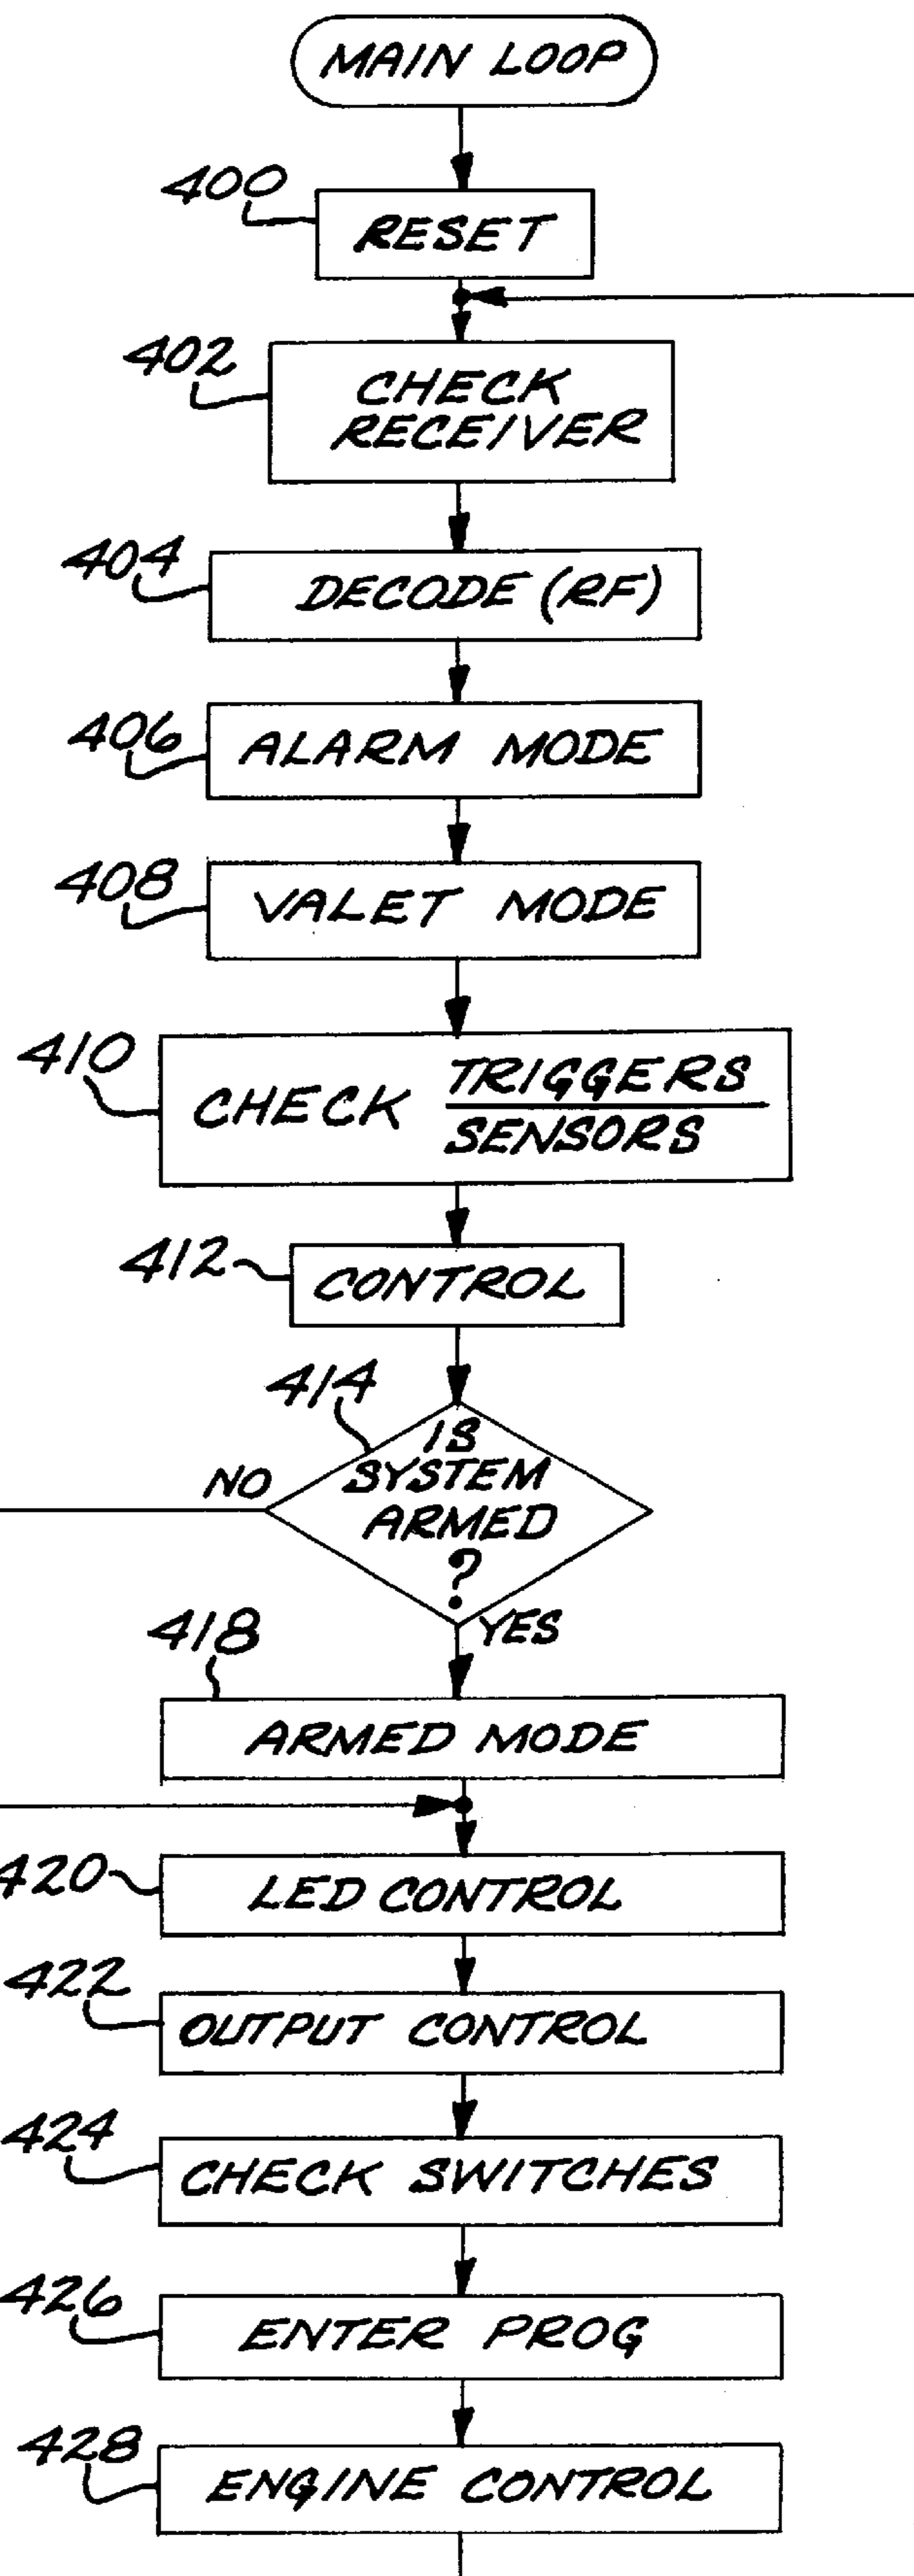 MAIN LOOP
400
RESET
402
CHECK
RECEIVER
404
DECODE (RF)
406
ALARM MODE
408
VALET MODE
410
CHECK TRIGGERS
SENSORS
412
CONTROL
414
IS
SYSTEM
ARMED
?
NO
YES
418
ARMED MODE
420
LED CONTROL
422
OUTPUT CONTROL
424
CHECK SWITCHES
426
ENTER PROG
428
ENGINE CONTROL